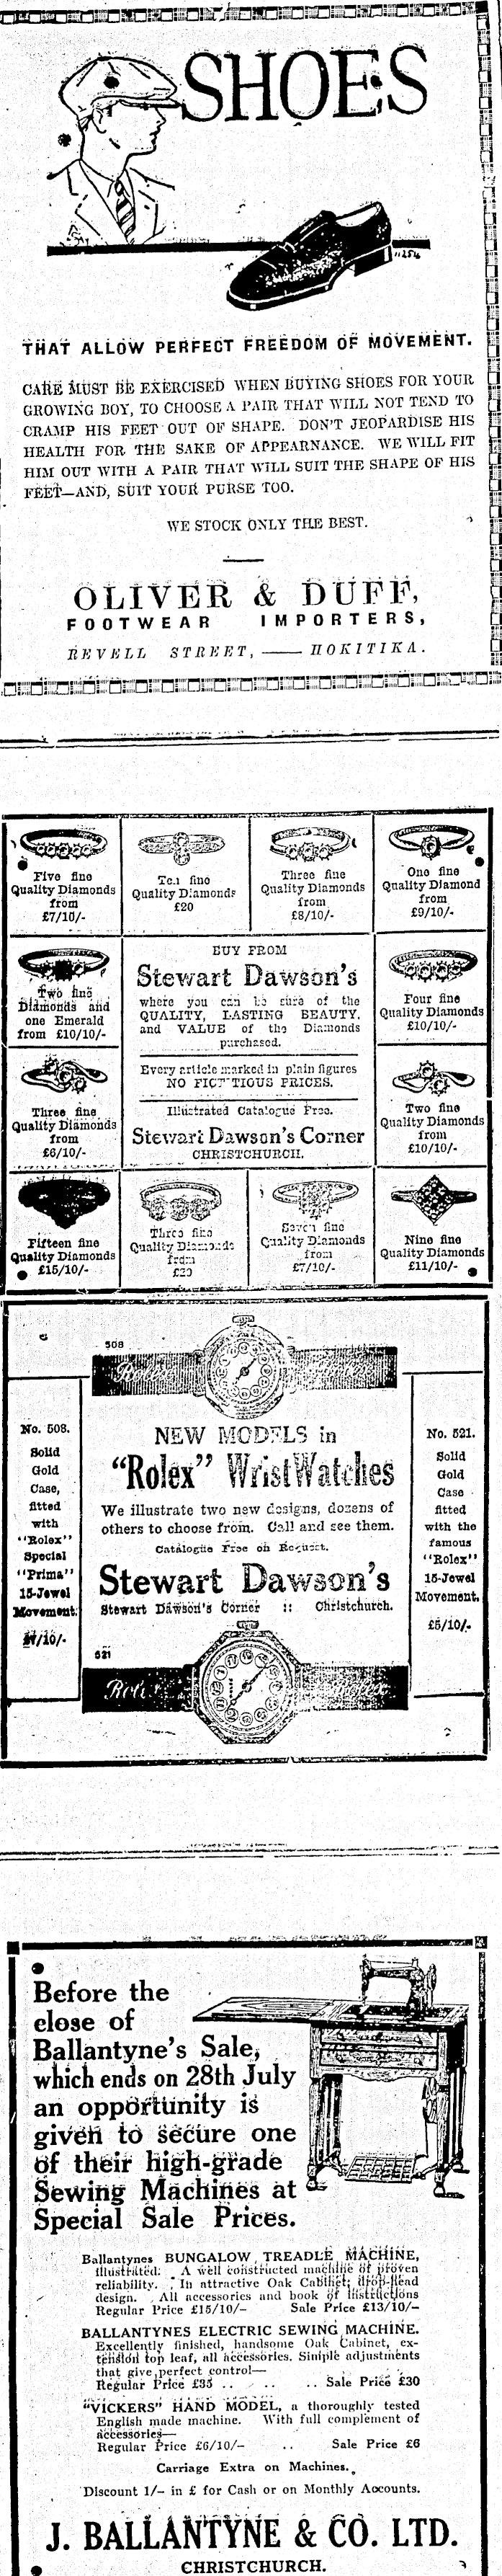 SHOES
11254
THAT ALLOW PERFECT FREEDOM OF MOVEMENT.
CARE MUST BE EXERCISED WHEN BUYING SHOES FOR YOUR
GROWING BOY, TO CHOOSE A PAIR THAT WILL NOT TEND TO
CRAMP HIS FEET OUT OF SHAPE. DON'T JEOPARDISE HIS
HEALTH FOR THE SAKE OF APPEARNANCE. WE WILL FIT
HIM OUT WITH A PAIR THAT WILL SUIT THE SHAPE OF HIS
FEET—AND, SUIT YOUR PURSE TOO.
WE STOCK ONLY THE BEST.
OLIVER & DUFF,
FOOTWEAR IMPORTERS,
REVELL STREET, —— HOKITIKA.
Five fine
Quality Diamonds
from
£7/10/-
Ten fine
Quality Diamonds
£20
Three fine
Quality Diamonds
from
£8/10/-
One fine
Quality Diamond
from
£9/10/-
Two fine
Diamonds and
one Emerald
from £10/10/-
BUY FROM
Stewart Dawson's
where you can be sure of the
QUALITY, LASTING BEAUTY,
and VALUE of the Diamonds
purchased.
Every article marked in plain figures
NO FICTITIOUS PRICES.
Illustrated Catalogue Free.
Stewart Dawson's Corner
CHRISTCHURCH.
Four fine
Quality Diamonds
£10/10/-
Three fine
Quality Diamonds
from
£6/10/-
Two fine
Quality Diamonds
from
£10/10/-
Fifteen fine
Quality Diamonds
£15/10/-
Three fine
Quality Diamonds
from
£20
Seven fine
Quality Diamonds
from
£7/10/-
Nine fine
Quality Diamonds
£11/10/-
508
Rolex
No. 508.
Solid
Gold
Case,
fitted
with
"Rolex"
Special
"Prima"
15-Jewel
Movement.
/10/-
NEW MODELS in
"Rolex" Wrist Watches
We illustrate two new designs, dozens of
others to choose from. Call and see them.
Catalogue Free on Request.
Stewart Dawson's
Stewart Dawson's Corner :: Christchurch.
No. 521.
Solid
Gold
Case
fitted
with the
famous
"Rolex"
15-Jewel
Movement,
£5/10/-
521
Rolex
Before the
close of
Ballantyne's Sale,
which ends on 28th July
an opportunity is
given to secure one
of their high-grade
Sewing Machines at
Special Sale Prices.
Ballantynes BUNGALOW TREADLE MACHINE,
illustrated. A well constructed machine of proven
reliability. In attractive Oak Cabinet; drop-head
design. All accessories and book of instructions
Regular Price £15/10/- Sale Price £13/10/-
BALLANTYNES ELECTRIC SEWING MACHINE.
Excellently finished, handsome Oak Cabinet, ex-
tension top leaf, all accessories. Simple adjustments
that give perfect control—
Regular Price £35 .. .. .. Sale Price £30
"VICKERS" HAND MODEL, a thoroughly tested
English made machine. With full complement of
accessories—
Regular Price £6/10/- .. Sale Price £6
Carriage Extra on Machines.
Discount 1/- in £ for Cash or on Monthly Accounts.
J. BALLANTYNE & CO. LTD.
CHRISTCHURCH.